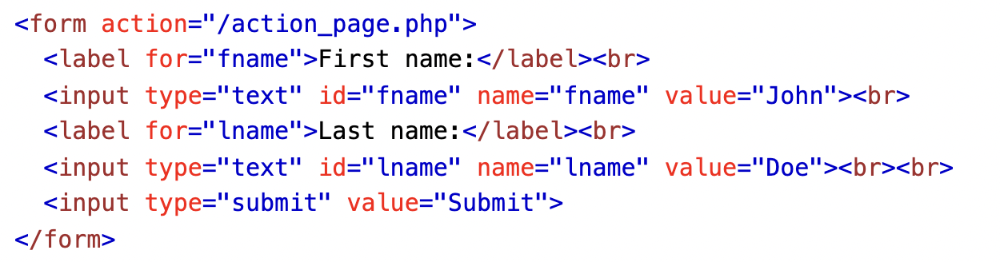 <form action="/action_page.php">
  <label for="fname">First name:</label><br>
  <input type="text" id="fname" name="fname" value="John"><br>
  <label for="lname">Last name:</label><br>
  <input type="text" id="lname" name="lname" value="Doe"><br><br>
  <input type="submit" value="Submit">
</form>